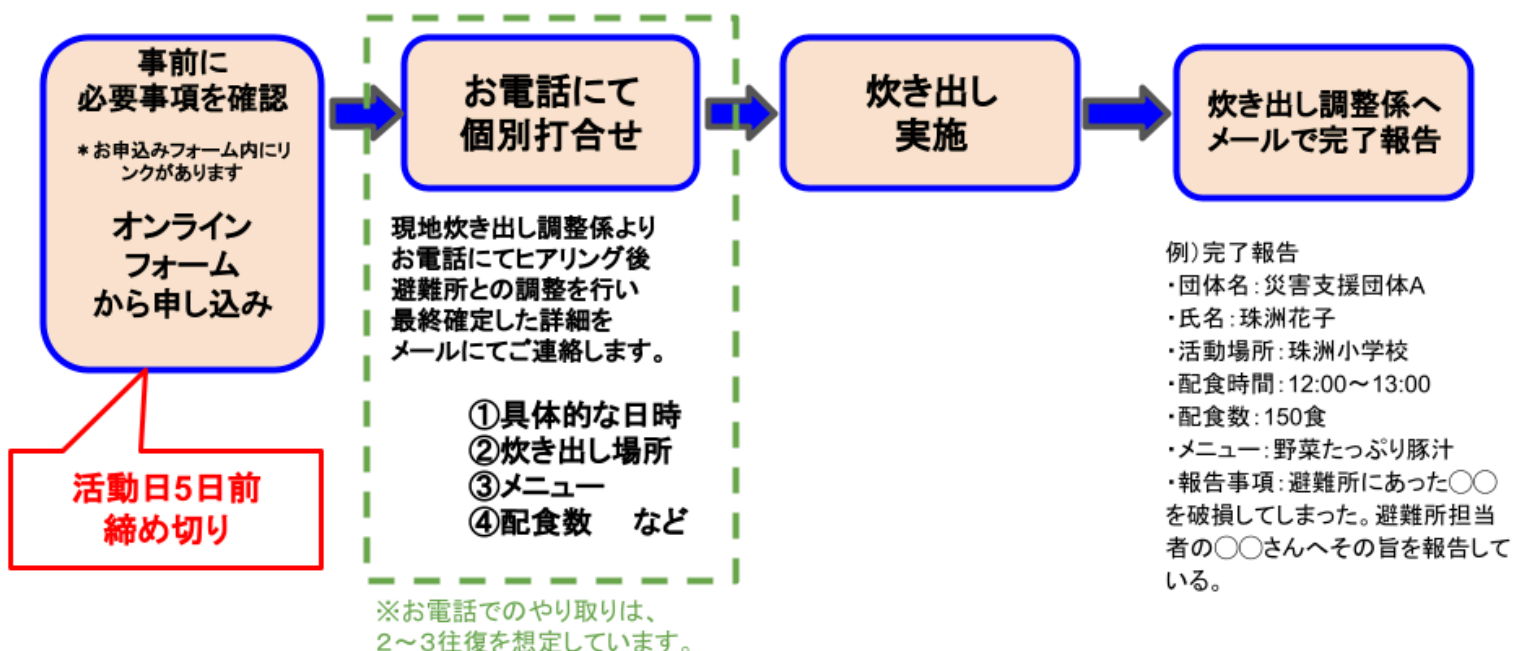 事前に
必要事項を確認
*お申込みフォーム内にリ
ンクがあります
オンライン
フォーム
から申し込み
活動日5日前
締め切り
お電話にて
個別打合せ
現地炊き出し調整係より
お電話にてヒアリング後
避難所との調整を行い
最終確定した詳細を
メールにてご連絡します。
①具体的な日時
②炊き出し場所
③メニュー
④配食数 など
※お電話でのやり取りは、
2～3往復を想定しています。
炊き出し
実施
炊き出し調整係へ
メールで完了報告
例）完了報告
・団体名：災害支援団体A
・氏名：珠洲花子
・活動場所：珠洲小学校
・配食時間：12:00～13:00
・配食数：150食
・メニュー：野菜たっぷり豚汁
・報告事項：避難所にあった◯◯
を破損してしまった。避難所担当
者の◯◯さんへその旨を報告して
いる。